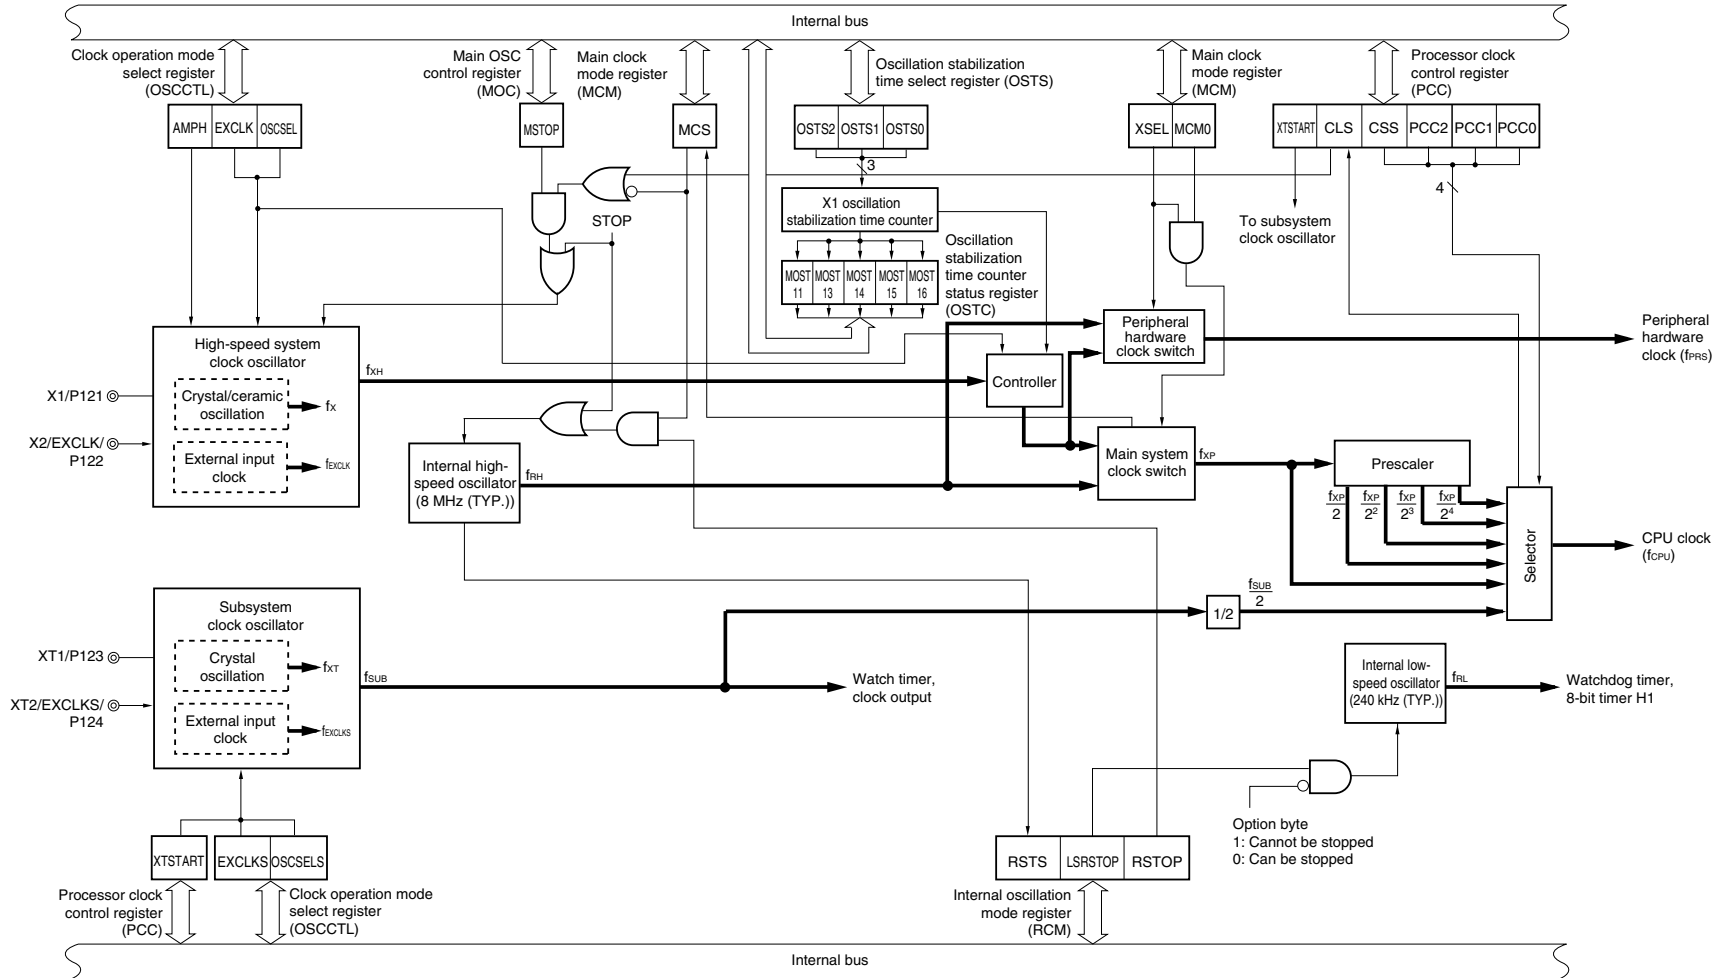 Internal bus
Clock operation mode
select register
(OSCCTL)
Main OSC
control register
(MOC)
Main clock
mode register
(MCM)
Oscillation stabilization
time select register (OSTS)
Main clock
mode register
(MCM)
Processor clock
control register
(PCC)
AMPH EXCLK OSCSEL
MSTOP
MCS
OSTS2 OSTS1 OSTS0
XSEL MCM0
XTSTART CLS CSS PCC2 PCC1 PCC0
3
4
STOP
X1 oscillation
stabilization time counter
To subsystem
clock oscillator
Oscillation
stabilization
time counter
status register
(OSTC)
MOST MOST MOST MOST MOST
11 13 14 15 16
High-speed system
clock oscillator
Crystal/ceramic
oscillation
fX
External input
clock
fEXCLK
X1/P121
X2/EXCLK/
P122
fXH
Controller
Peripheral
hardware
clock switch
Peripheral
hardware
clock (fPRS)
Internal high-
speed oscillator
(8 MHz (TYP.))
fRH
Main system
clock switch
fXP
Prescaler
fXP fXP fXP fXP
2 2² 2³ 2⁴
Selector
CPU clock
(fCPU)
fSUB
2
1/2
Subsystem
clock oscillator
Crystal
oscillation
fXT
External input
clock
fEXCLKS
XT1/P123
XT2/EXCLKS/
P124
fSUB
Watch timer,
clock output
Internal low-
speed oscillator
(240 kHz (TYP.))
fRL
Watchdog timer,
8-bit timer H1
Option byte
1: Cannot be stopped
0: Can be stopped
XTSTART EXCLKS OSCSELS
RSTS LSRSTOP RSTOP
Processor clock
control register
(PCC)
Clock operation mode
select register
(OSCCTL)
Internal oscillation
mode register
(RCM)
Internal bus